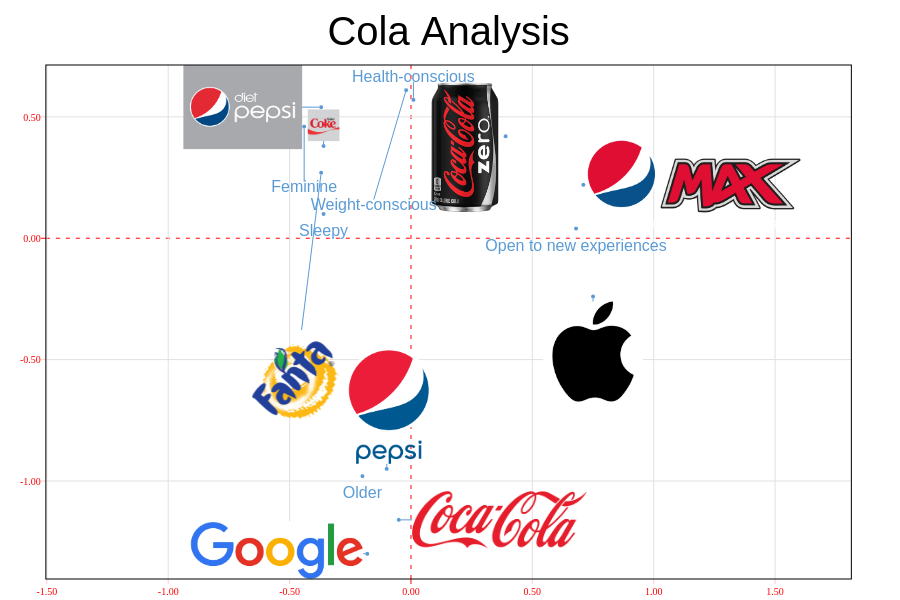 Cola Analysis
Health-conscious
diet
pepsi
Coke
Coca-Cola
zero
MAX
0.50
Feminine
Weight-conscious
Sleepy
0.00
Open to new experiences
Fanta
-0.50
pepsi
-1.00
Older
Coca-Cola
Google
-1.50
-1.00
-0.50
0.00
0.50
1.00
1.50